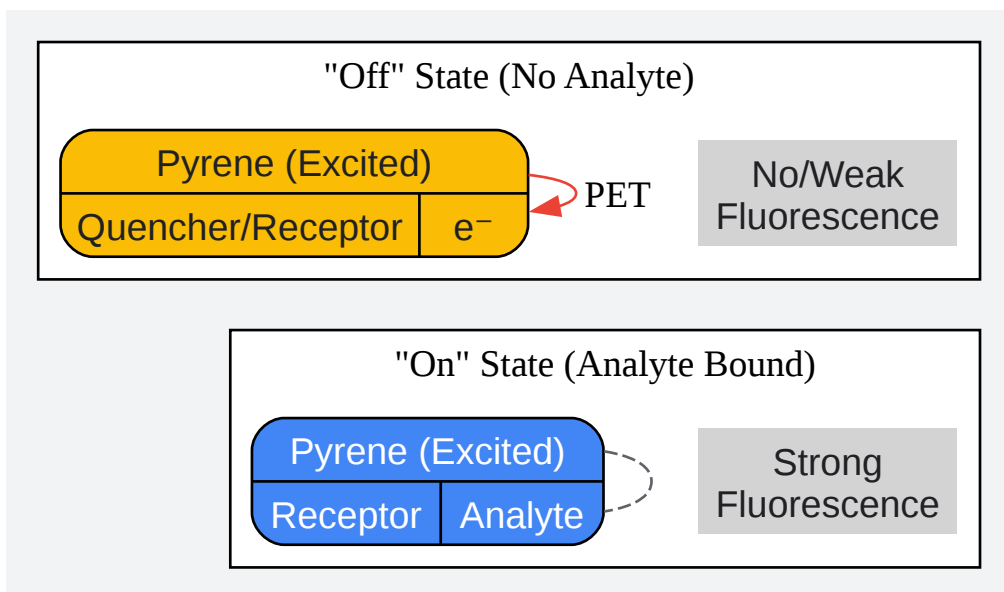 "Off" State (No Analyte)
Pyrene (Excited)
Quencher/Receptor
e⁻
PET
No/Weak
Fluorescence
"On" State (Analyte Bound)
Pyrene (Excited)
Receptor
Analyte
Strong
Fluorescence